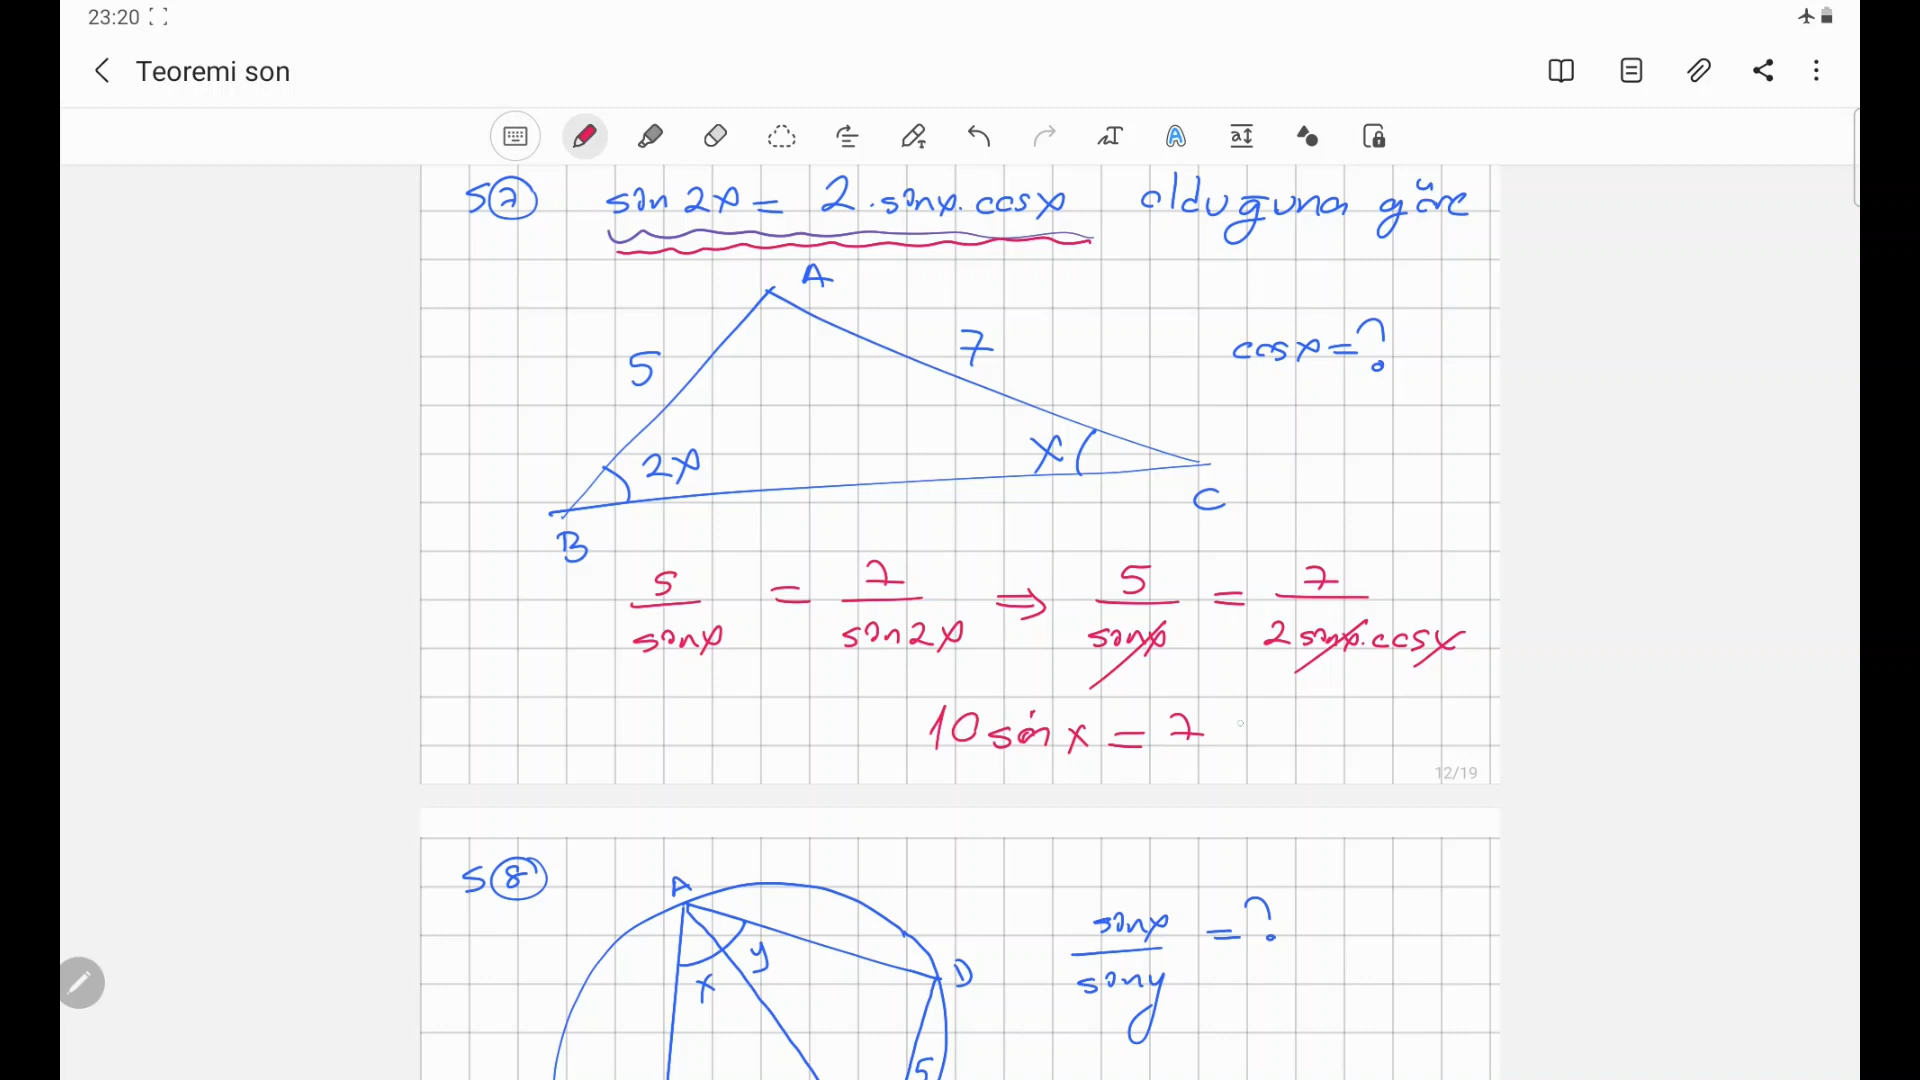 23:20
Teoremi son
S7 sin 2x = 2.sinx.cosx olduğuna göre
A
5
7
cosx = ?
2x
x
C
B
5/sinx = 7/sin2x ⇒ 5/sinx = 7/2sinx.cosx
10 sin x = 7
12/19
S8
A
sinx/siny = ?
y
D
x
5